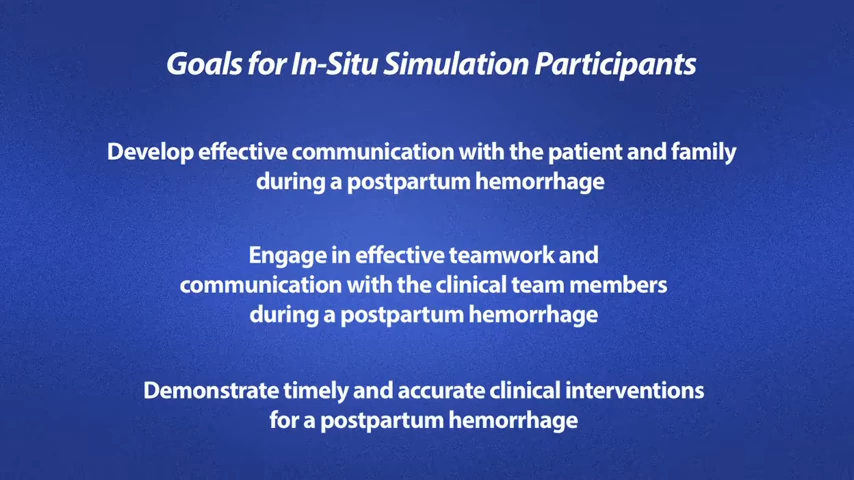 Goals for In-Situ Simulation Participants
Develop effective communication with the patient and family
during a postpartum hemorrhage
Engage in effective teamwork and
communication with the clinical team members
during a postpartum hemorrhage
Demonstrate timely and accurate clinical interventions
for a postpartum hemorrhage